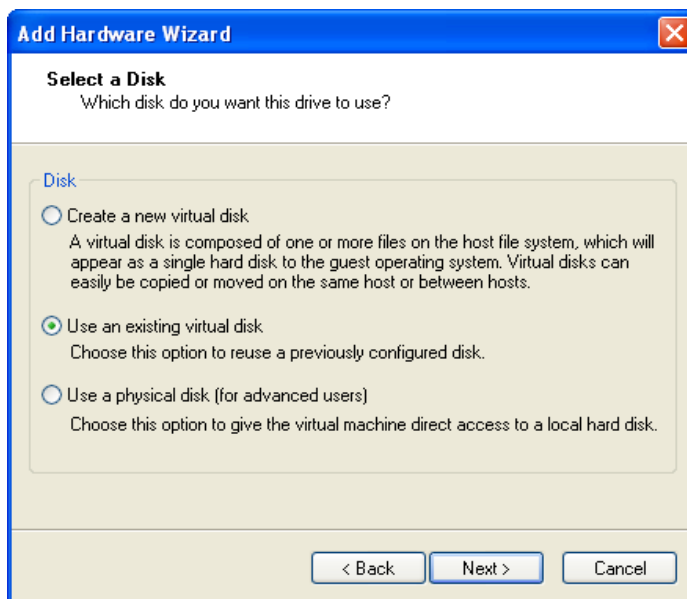 Add Hardware Wizard
Select a Disk
Which disk do you want this drive to use?
Disk
Create a new virtual disk
A virtual disk is composed of one or more files on the host file system, which will
appear as a single hard disk to the guest operating system. Virtual disks can
easily be copied or moved on the same host or between hosts.
Use an existing virtual disk
Choose this option to reuse a previously configured disk.
Use a physical disk (for advanced users)
Choose this option to give the virtual machine direct access to a local hard disk.
< Back
Next >
Cancel